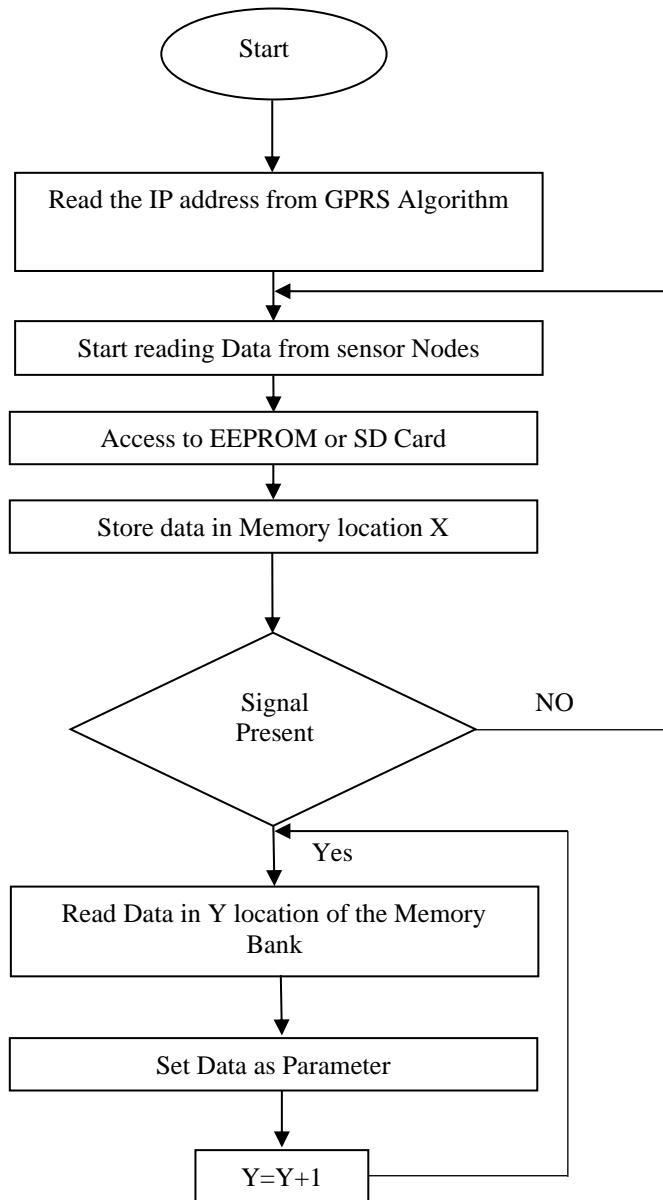 Start
Read the IP address from GPRS Algorithm
Start reading Data from sensor Nodes
Access to EEPROM or SD Card
Store data in Memory location X
Signal
Present
NO
Yes
Read Data in Y location of the Memory
Bank
Set Data as Parameter
Y=Y+1